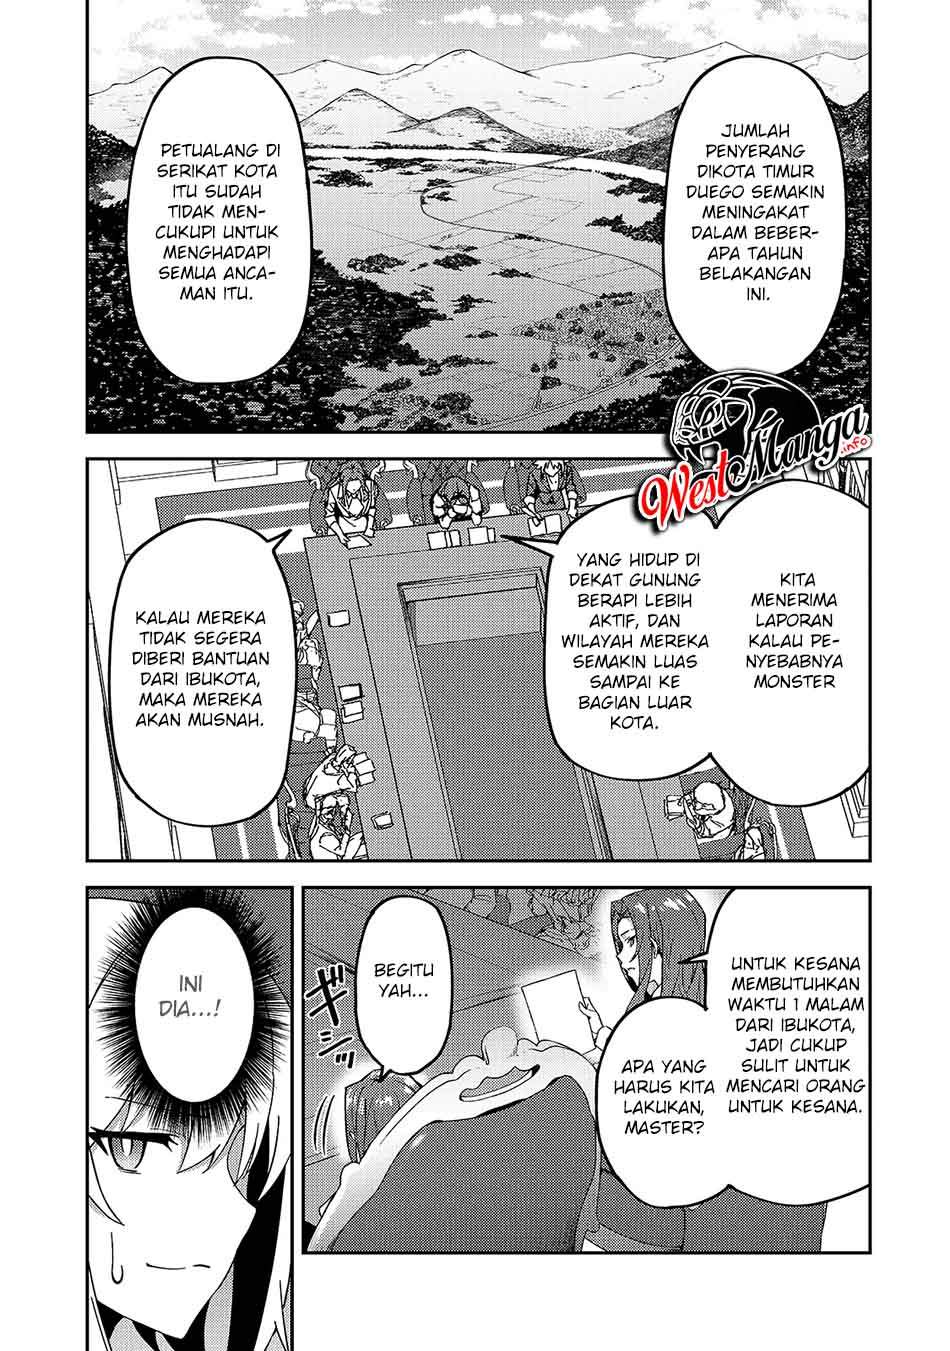 JUMLAH
PENYERANG
DIKOTA TIMUR
DUEGO SEMAKIN
MENINGAKAT
DALAM BEBER-
APA TAHUN
BELAKANGAN
INI.
PETUALANG DI
SERIKAT KOTA
ITU SUDAH
TIDAK MEN-
CUKUPI UNTUK
MENGHADAPI
SEMUA ANCA-
MAN ITU.
WestManga
.info
KITA
MENERIMA
LAPORAN
KALAU PE-
NYEBABNYA
MONSTER
YANG HIDUP DI
DEKAT GUNUNG
BERAPI LEBIH
AKTIF, DAN
WILAYAH MEREKA
SEMAKIN LUAS
SAMPAI KE
BAGIAN LUAR
KOTA.
KALAU MEREKA
TIDAK SEGERA
DIBERI BANTUAN
DARI IBUKOTA,
MAKA MEREKA
AKAN MUSNAH.
UNTUK KESANA
MEMBUTUHKAN
WAKTU 1 MALAM
DARI IBUKOTA,
JADI CUKUP
SULIT UNTUK
MENCARI ORANG
UNTUK KESANA.
APA YANG
HARUS KITA
LAKUKAN,
MASTER?
BEGITU
YAH...
ギシッ
INI
DIA...!